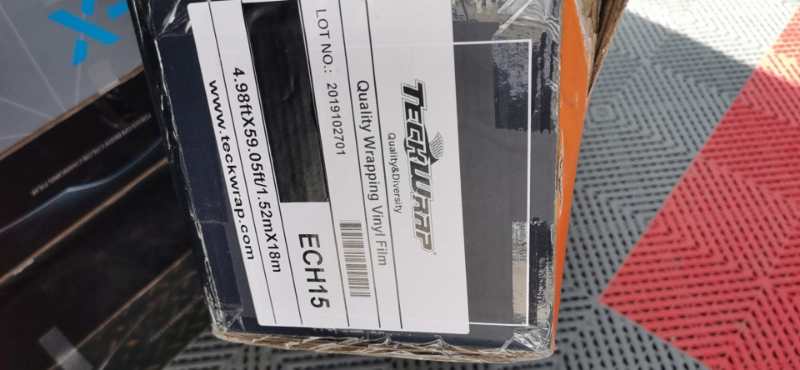 TECKWRAP
Quality&Diversity
Quality Wrapping Vinyl Film
LOT NO.: 2019102701
ECH15
4.98ftX59.05ft/1.52mX18m
www.teckwrap.com